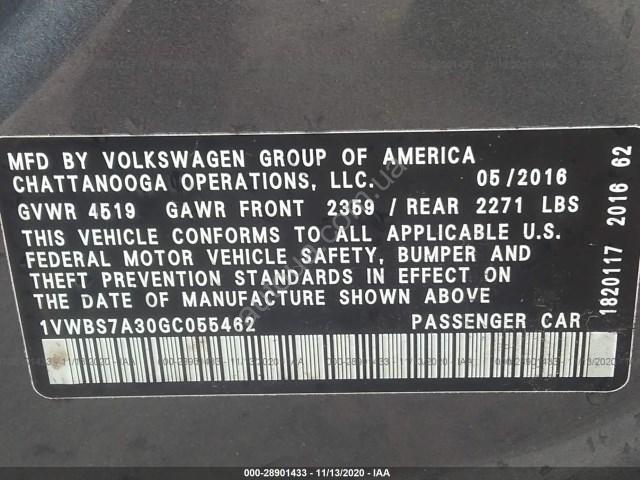 MFD BY VOLKSWAGEN GROUP OF AMERICA
CHATTANOOGA OPERATIONS, LLC. 05/2016
GVWR 4519 GAWR FRONT 2359 / REAR 2271 LBS
THIS VEHICLE CONFORMS TO ALL APPLICABLE U.S.
FEDERAL MOTOR VEHICLE SAFETY, BUMPER AND
THEFT PREVENTION STANDARDS IN EFFECT ON
THE DATE OF MANUFACTURE SHOWN ABOVE.
1VWBS7A30GC055462 PASSENGER CAR
1820117 2016 62
000-28901433 - 11/13/2020 - IAA